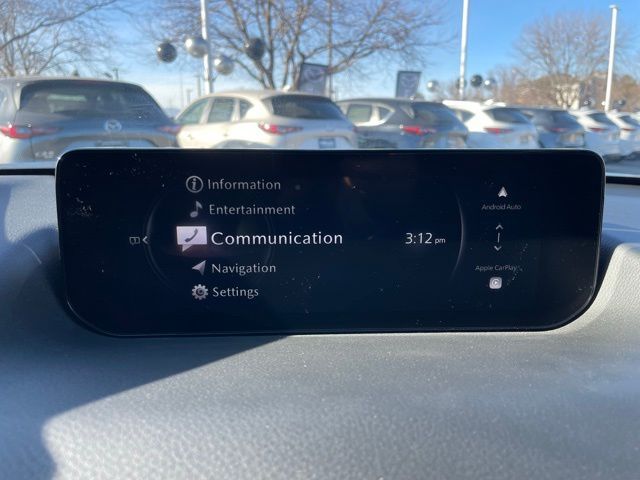 Information
Entertainment
Communication
Navigation
Settings
3:12 pm
Android Auto
Apple CarPlay